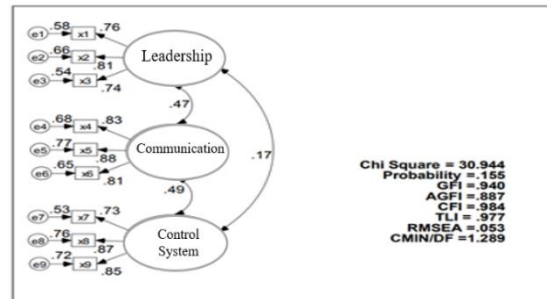 e1 .58 x1 .76
e2 .66 x2 .81
e3 .54 x3 .74
Leadership
.47
e4 .68 x4 .83
e5 .77 x5 .88
e6 .65 x6 .81
Communication
.17
.49
e7 .53 x7 .73
e8 .76 x8 .87
e9 .72 x9 .85
Control
System
Chi Square = 30.944
Probability =.155
GFI =.940
AGFI =.887
CFI =.984
TLI =.977
RMSEA =.053
CMIN/DF =1.289